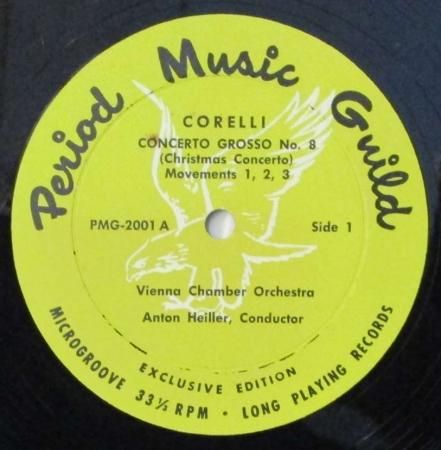 Period Music Guild
CORELLI
CONCERTO GROSSO No. 8
(Christmas Concerto)
Movements 1, 2, 3
PMG-2001 A
Side 1
Vienna Chamber Orchestra
Anton Heiller, Conductor
EXCLUSIVE EDITION
MICROGROOVE 33⅓ RPM • LONG PLAYING RECORDS